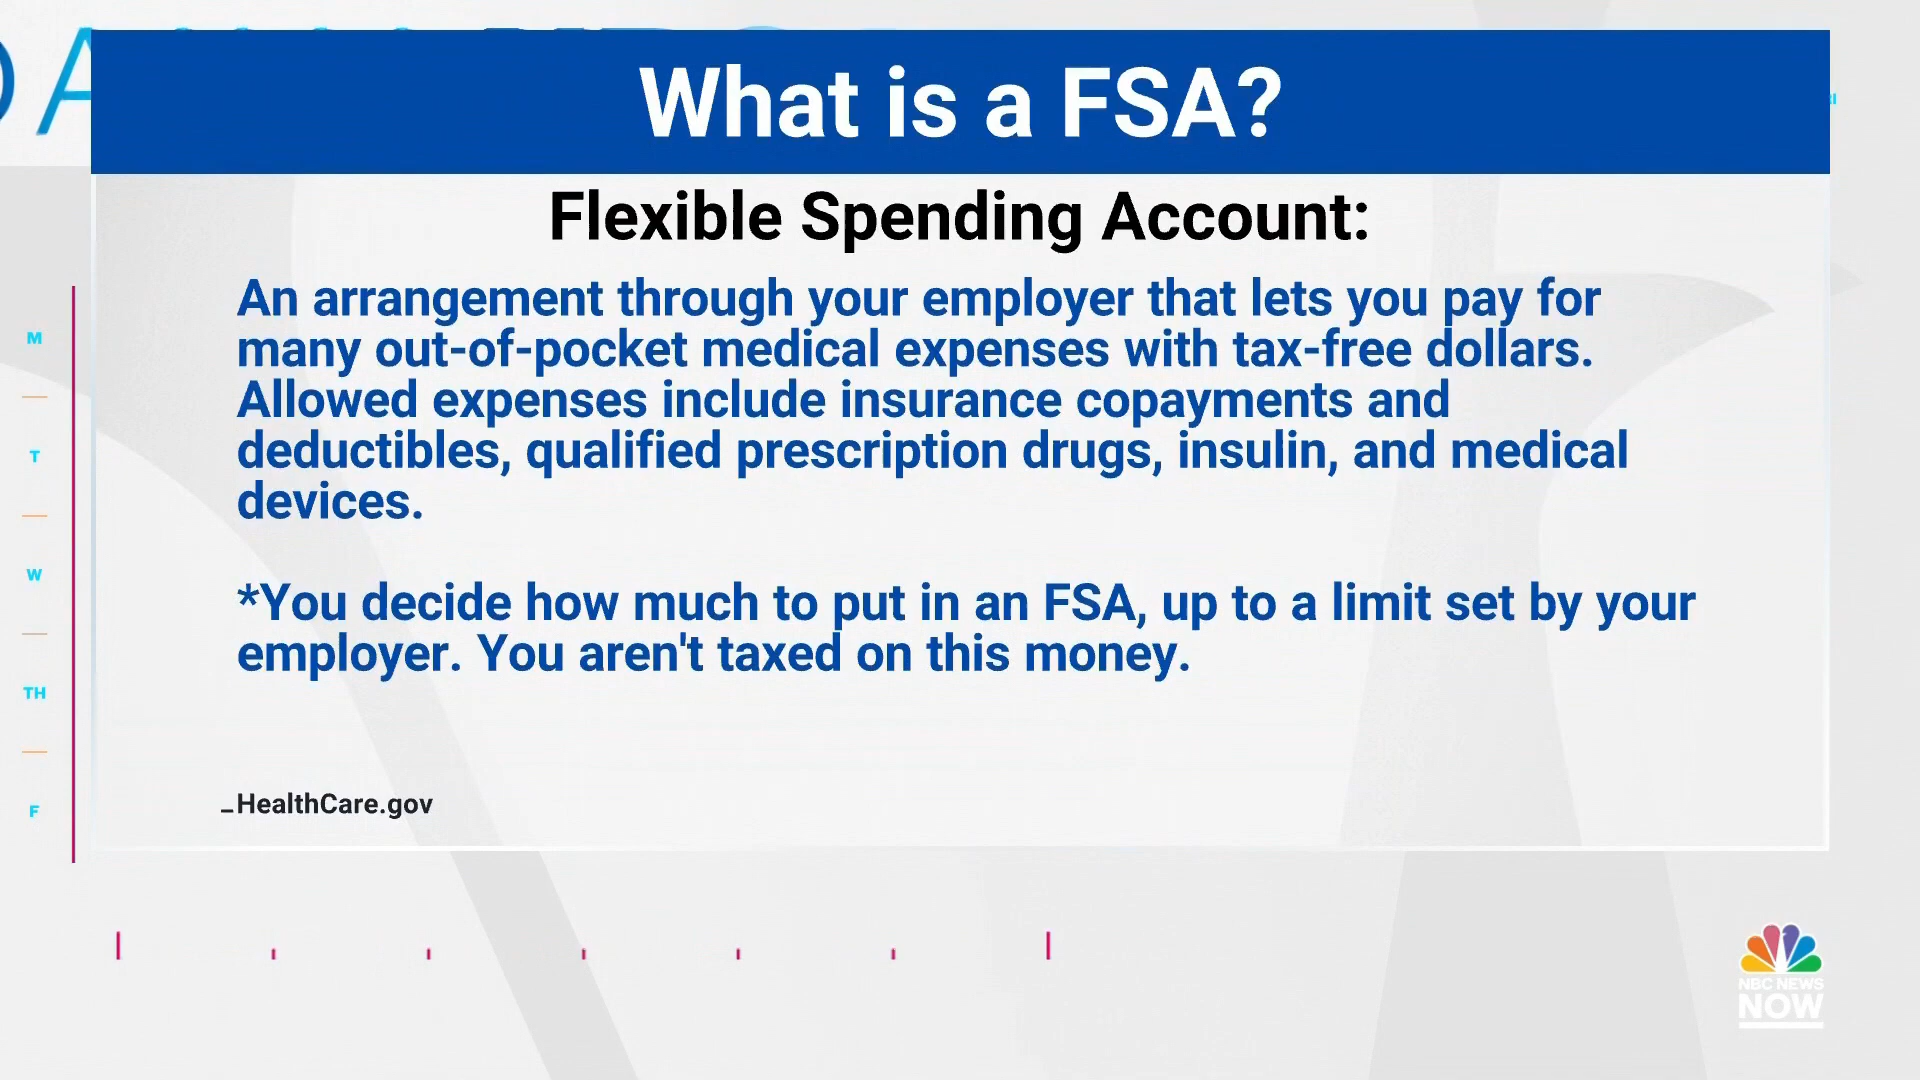 What is a FSA?
Flexible Spending Account:
An arrangement through your employer that lets you pay for
many out-of-pocket medical expenses with tax-free dollars.
Allowed expenses include insurance copayments and
deductibles, qualified prescription drugs, insulin, and medical
devices.
*You decide how much to put in an FSA, up to a limit set by your
employer. You aren't taxed on this money.
–HealthCare.gov
M
T
W
TH
F
NBC NEWS
NOW